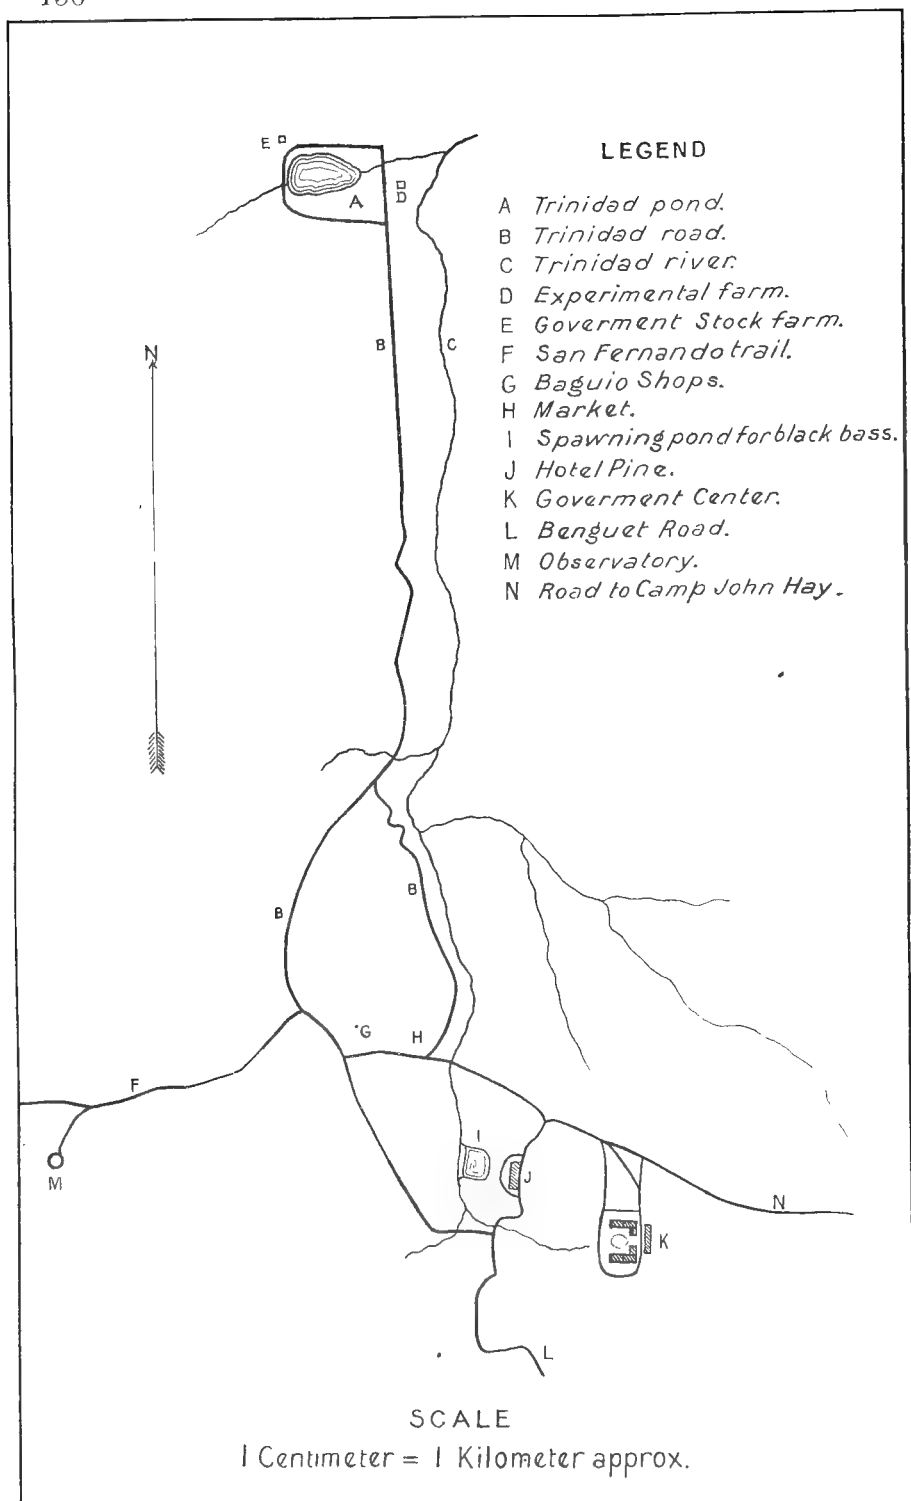 LEGEND
A Trinidad pond.
B Trinidad road.
C Trinidad river.
D Experimental farm.
E Goverment Stock farm.
F San Fernando trail.
G Baguio Shops.
H Market.
I Spawning pond for black bass.
J Hotel Pine.
K Goverment Center.
L Benguet Road.
M Observatory.
N Road to Camp John Hay.
E
A
D
N
B
C
B
B
G
H
F
M
I
J
N
K
L
SCALE
1 Centimeter = 1 Kilometer approx.